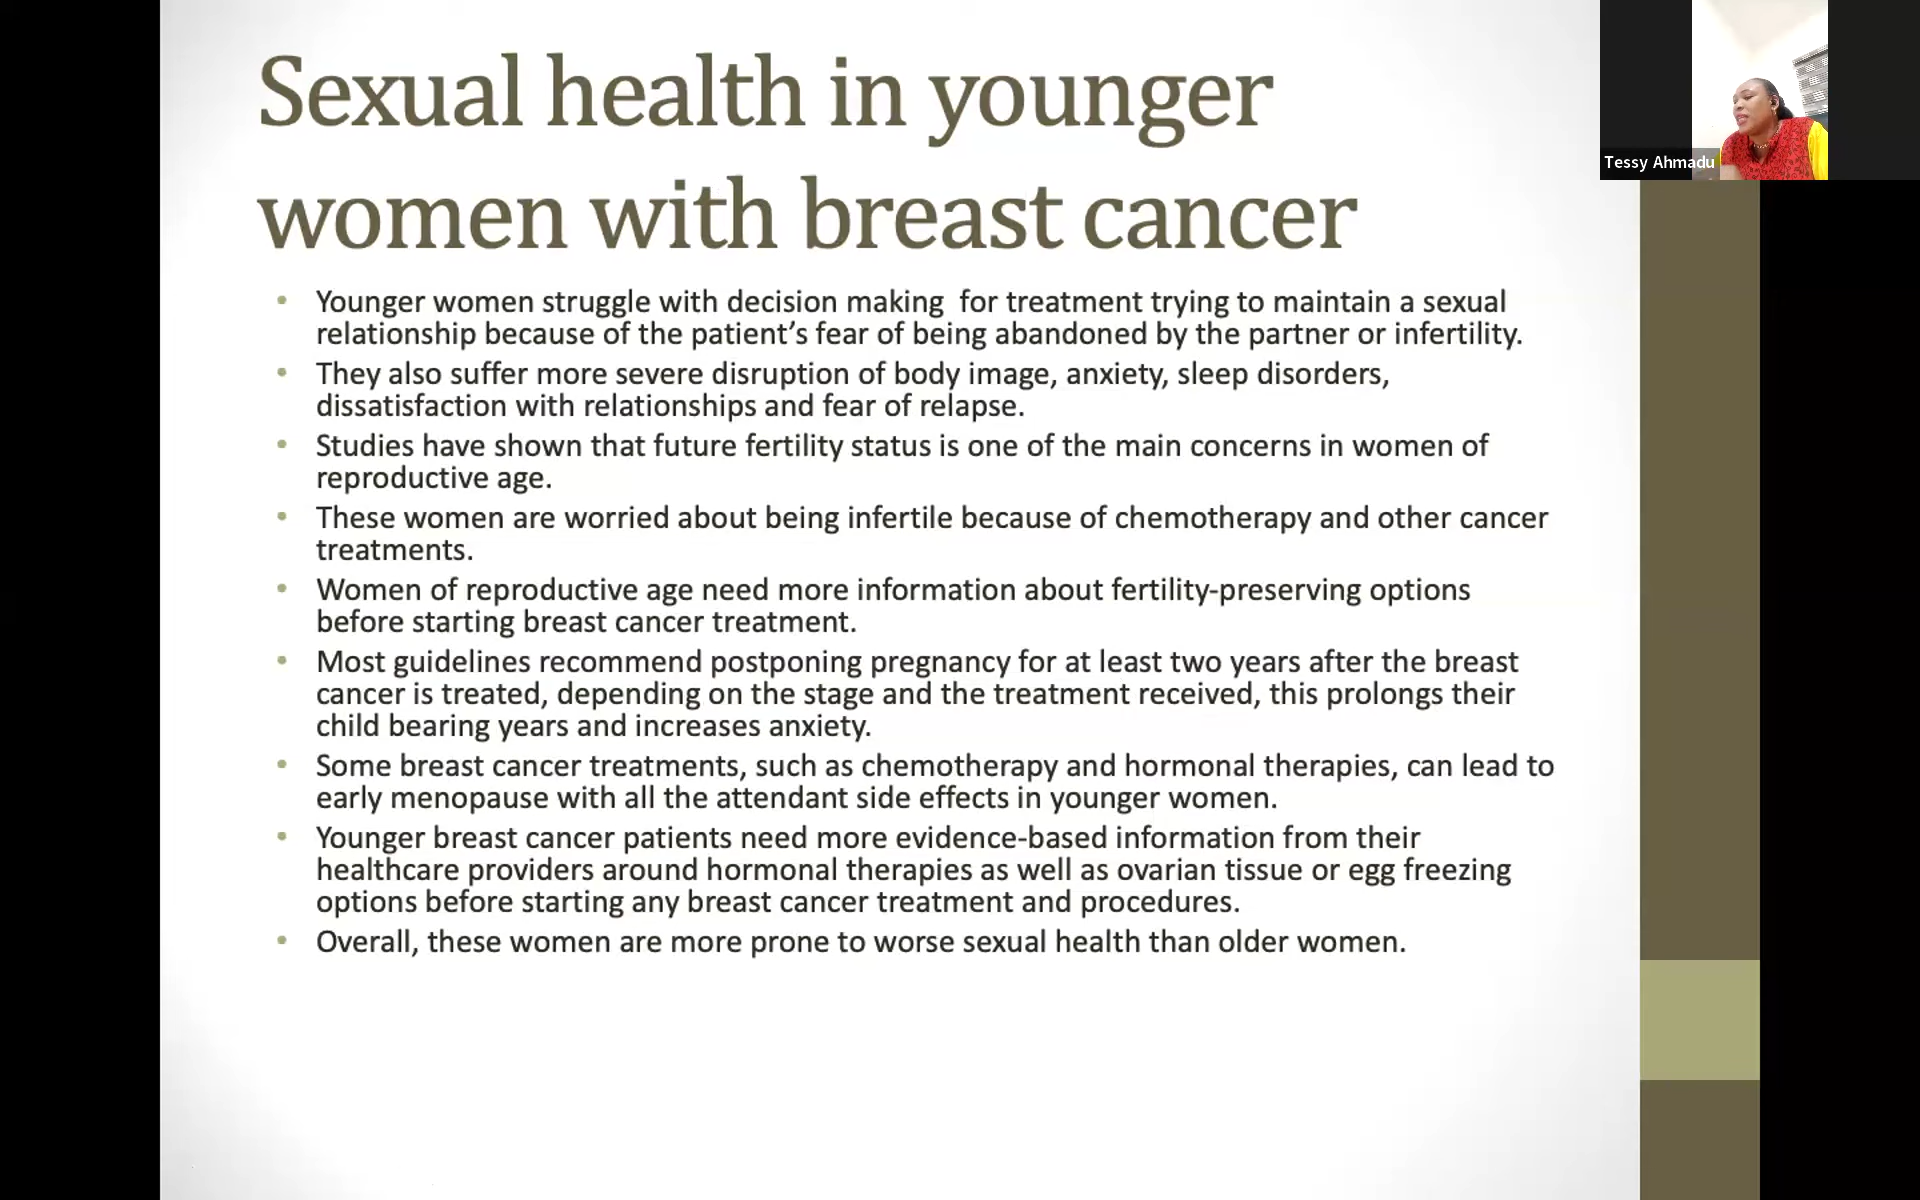 Sexual health in younger
women with breast cancer
Tessy Ahmadu
• Younger women struggle with decision making  for treatment trying to maintain a sexual
relationship because of the patient’s fear of being abandoned by the partner or infertility.
• They also suffer more severe disruption of body image, anxiety, sleep disorders,
dissatisfaction with relationships and fear of relapse.
• Studies have shown that future fertility status is one of the main concerns in women of
reproductive age.
• These women are worried about being infertile because of chemotherapy and other cancer
treatments.
• Women of reproductive age need more information about fertility-preserving options
before starting breast cancer treatment.
• Most guidelines recommend postponing pregnancy for at least two years after the breast
cancer is treated, depending on the stage and the treatment received, this prolongs their
child bearing years and increases anxiety.
• Some breast cancer treatments, such as chemotherapy and hormonal therapies, can lead to
early menopause with all the attendant side effects in younger women.
• Younger breast cancer patients need more evidence-based information from their
healthcare providers around hormonal therapies as well as ovarian tissue or egg freezing
options before starting any breast cancer treatment and procedures.
• Overall, these women are more prone to worse sexual health than older women.